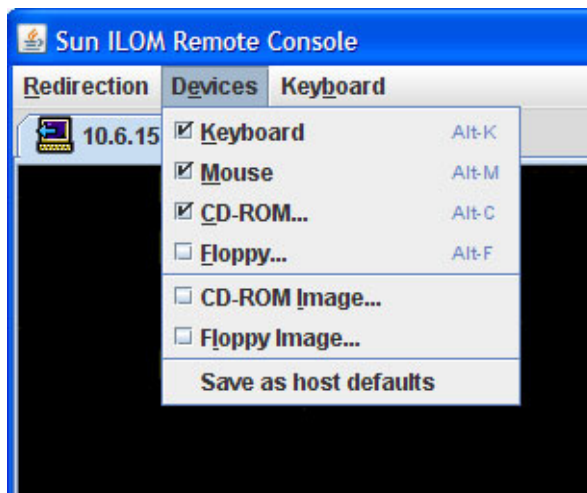 Sun ILOM Remote Console
Redirection Devices Keyboard
10.6.15
Keyboard Alt-K
Mouse Alt-M
CD-ROM... Alt-C
Floppy... Alt-F
CD-ROM Image...
Floppy Image...
Save as host defaults